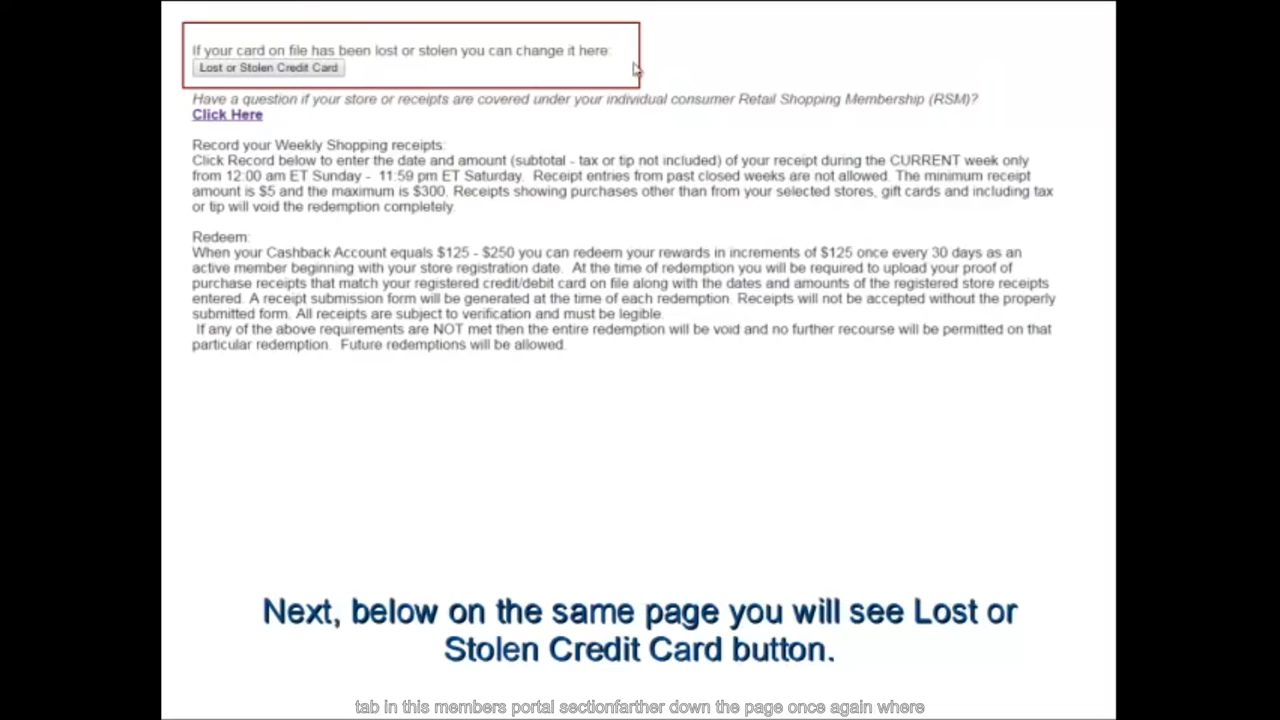 If your card on file has been lost or stolen you can change it here:
Lost or Stolen Credit Card
Have a question if your store or receipts are covered under your individual consumer Retail Shopping Membership (RSM)?
Click Here
Record your Weekly Shopping receipts:
Click Record below to enter the date and amount (subtotal - tax or tip not included) of your receipt during the CURRENT week only
from 12:00 am ET Sunday - 11:59 pm ET Saturday. Receipt entries from past closed weeks are not allowed. The minimum receipt
amount is $5 and the maximum is $300. Receipts showing purchases other than from your selected stores, gift cards and including tax
or tip will void the redemption completely.
Redeem:
When your Cashback Account equals $125 - $250 you can redeem your rewards in increments of $125 once every 30 days as an
active member beginning with your store registration date. At the time of redemption you will be required to upload your proof of
purchase receipts that match your registered credit/debit card on file along with the dates and amounts of the registered store receipts
entered. A receipt submission form will be generated at the time of each redemption. Receipts will not be accepted without the properly
submitted form. All receipts are subject to verification and must be legible.
If any of the above requirements are NOT met then the entire redemption will be void and no further recourse will be permitted on that
particular redemption. Future redemptions will be allowed.
Next, below on the same page you will see Lost or
Stolen Credit Card button.
tab in this members portal sectionfarther down the page once again where